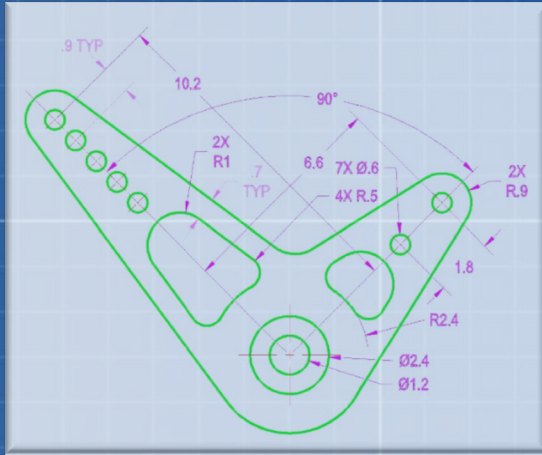 .9 TYP
10.2
90°
2X
R1
6.6
7X Ø.6
2X
R.9
.7
TYP
4X R.5
1.8
R2.4
Ø2.4
Ø1.2